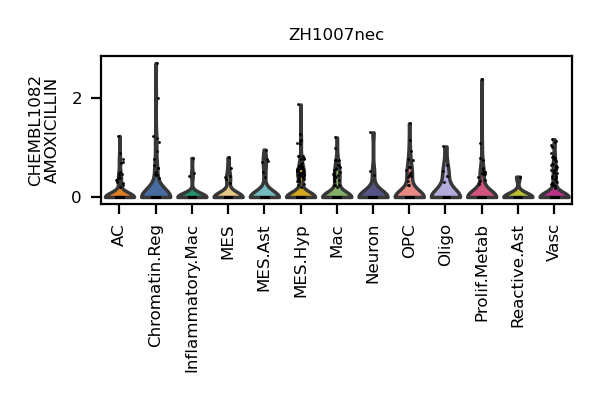 ZH1007nec
CHEMBL1082
AMOXICILLIN
2
0
AC
Chromatin.Reg
Inflammatory.Mac
MES
MES.Ast
MES.Hyp
Mac
Neuron
OPC
Oligo
Prolif.Metab
Reactive.Ast
Vasc